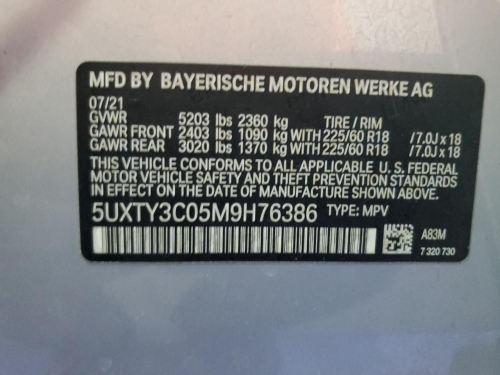 MFD BY BAYERISCHE MOTOREN WERKE AG
07/21
GVWR 5203 lbs 2360 kg TIRE / RIM
GAWR FRONT 2403 lbs 1090 kg WITH 225/60 R18 /7.0J x 18
GAWR REAR 3020 lbs 1370 kg WITH 225/60 R18 /7.0J x 18
THIS VEHICLE CONFORMS TO ALL APPLICABLE U. S. FEDERAL
MOTOR VEHICLE SAFETY, BUMPER, AND THEFT PREVENTION
STANDARDS IN EFFECT ON THE DATE OF MANUFACTURE SHOWN ABOVE.
5UXTY3C05M9H76386 TYPE: MPV
A83M
7 320 730